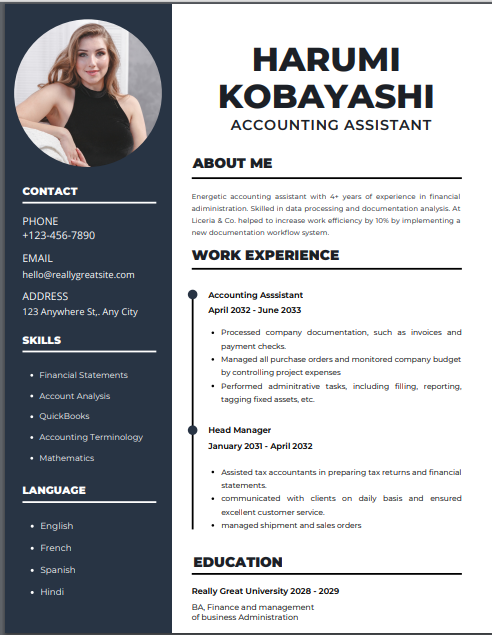 HARUMI
KOBAYASHI
ACCOUNTING ASSISTANT
CONTACT
PHONE
+123-456-7890
EMAIL
hello@reallygreatsite.com
ADDRESS
123 Anywhere St,. Any City
SKILLS
• Financial Statements
• Account Analysis
• QuickBooks
• Accounting Terminology
• Mathematics
LANGUAGE
• English
• French
• Spanish
• Hindi
ABOUT ME
Energetic accounting assistant with 4+ years of experience in financial
administration. Skilled in data processing and documentation analysis. At
Liceria & Co. helped to increase work efficiency by 10% by implementing a
new documentation workflow system.
WORK EXPERIENCE
Accounting Asssistant
April 2032 - June 2033
• Processed company documentation, such as invoices and
payment checks.
• Managed all purchase orders and monitored company budget
by controlling project expenses
• Performed adminitrative tasks, including filling, reporting,
tagging fixed assets, etc.
Head Manager
January 2031 - April 2032
• Assisted tax accountants in preparing tax returns and financial
statements.
• communicated with clients on daily basis and ensured
excellent customer service.
• managed shipment and sales orders
EDUCATION
Really Great University 2028 - 2029
BA, Finance and management
of business Administration